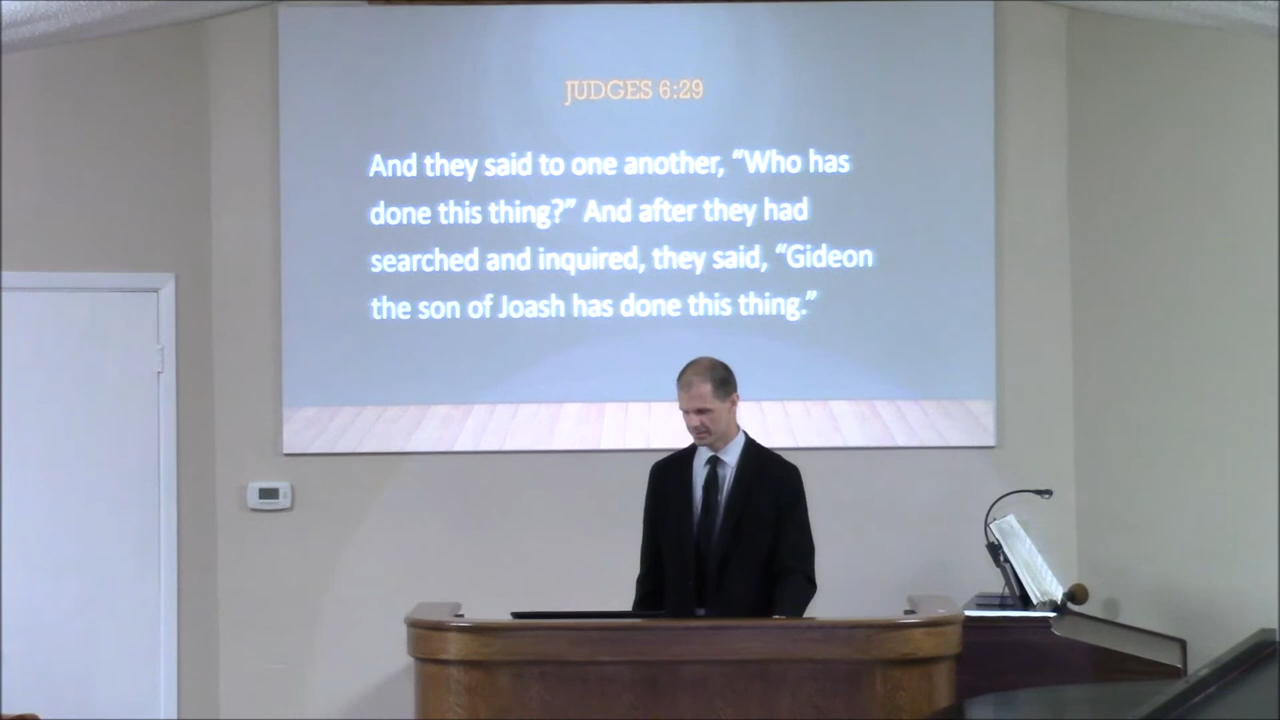 JUDGES 6:29
And they said to one another, “Who has
done this thing?” And after they had
searched and inquired, they said, “Gideon
the son of Joash has done this thing.”